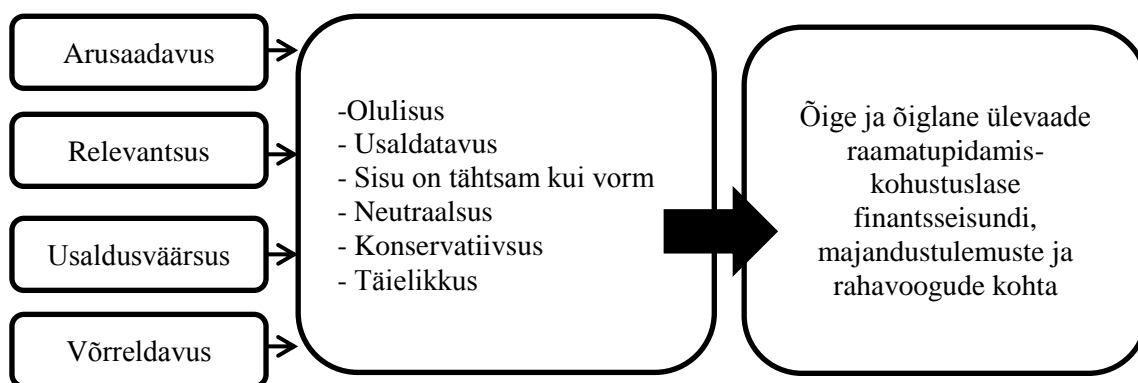 Arusaadavus
Relevantsus
Usaldusväärsus
Võrreldavus
-Olulisus
- Usaldatavus
- Sisu on tähtsam kui vorm
- Neutraalsus
- Konservatiivsus
- Täielikkus
Õige ja õiglane ülevaade
raamatupidamis-
kohustuslase
finantsseisundi,
majandustulemuste ja
rahavoogude kohta